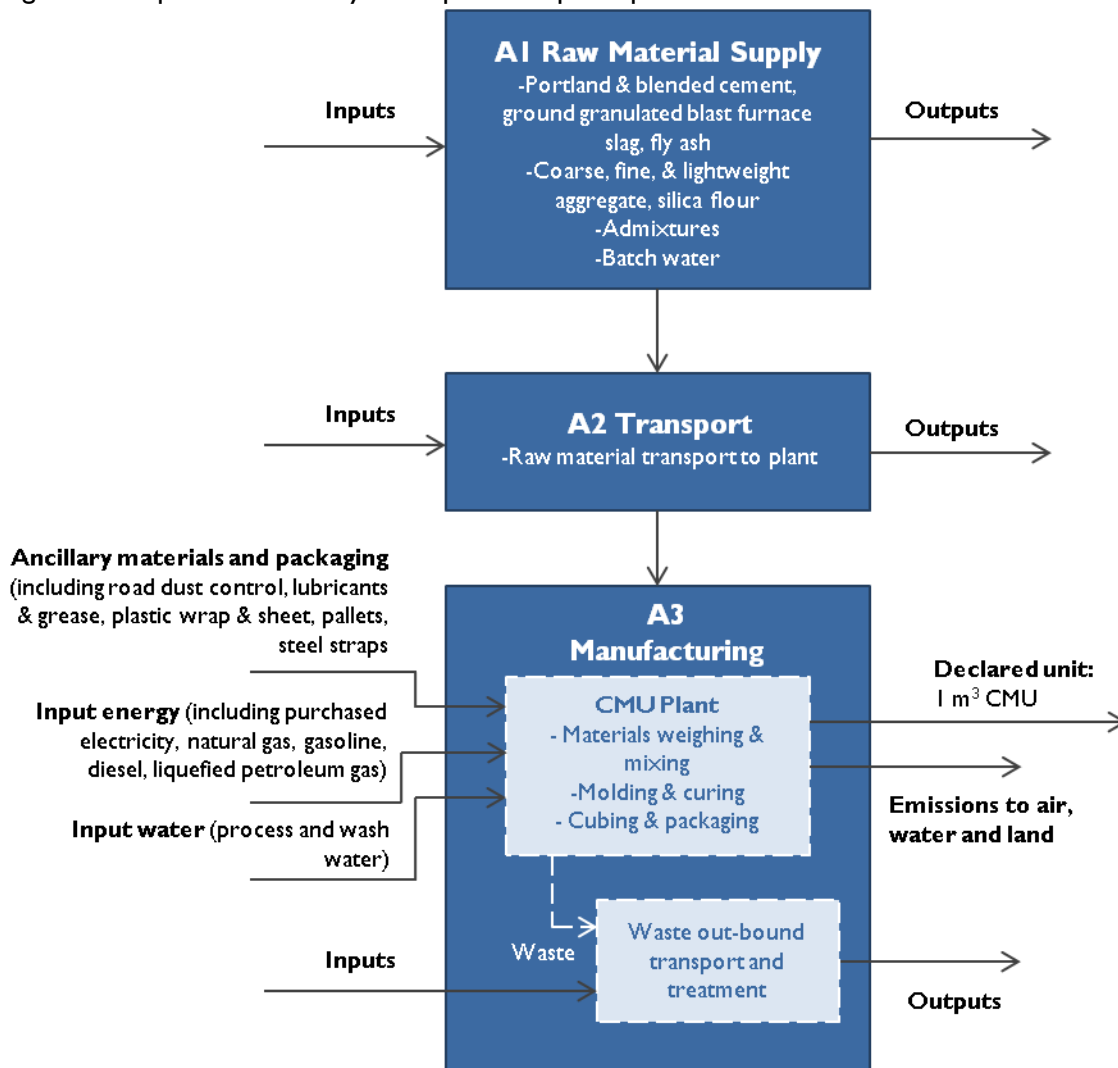 A1 Raw Material Supply
-Portland & blended cement,
ground granulated blast furnace
slag, fly ash
-Coarse, fine, & lightweight
aggregate, silica flour
-Admixtures
-Batch water
Inputs
Outputs
A2 Transport
-Raw material transport to plant
Inputs
Outputs
Ancillary materials and packaging
(including road dust control, lubricants
& grease, plastic wrap & sheet, pallets,
steel straps
Input energy (including purchased
electricity, natural gas, gasoline,
diesel, liquefied petroleum gas)
Input water (process and wash
water)
Inputs
A3
Manufacturing
CMU Plant
- Materials weighing &
mixing
-Molding & curing
- Cubing & packaging
Waste
Waste out-bound
transport and
treatment
Declared unit:
1 m³ CMU
Emissions to air,
water and land
Outputs